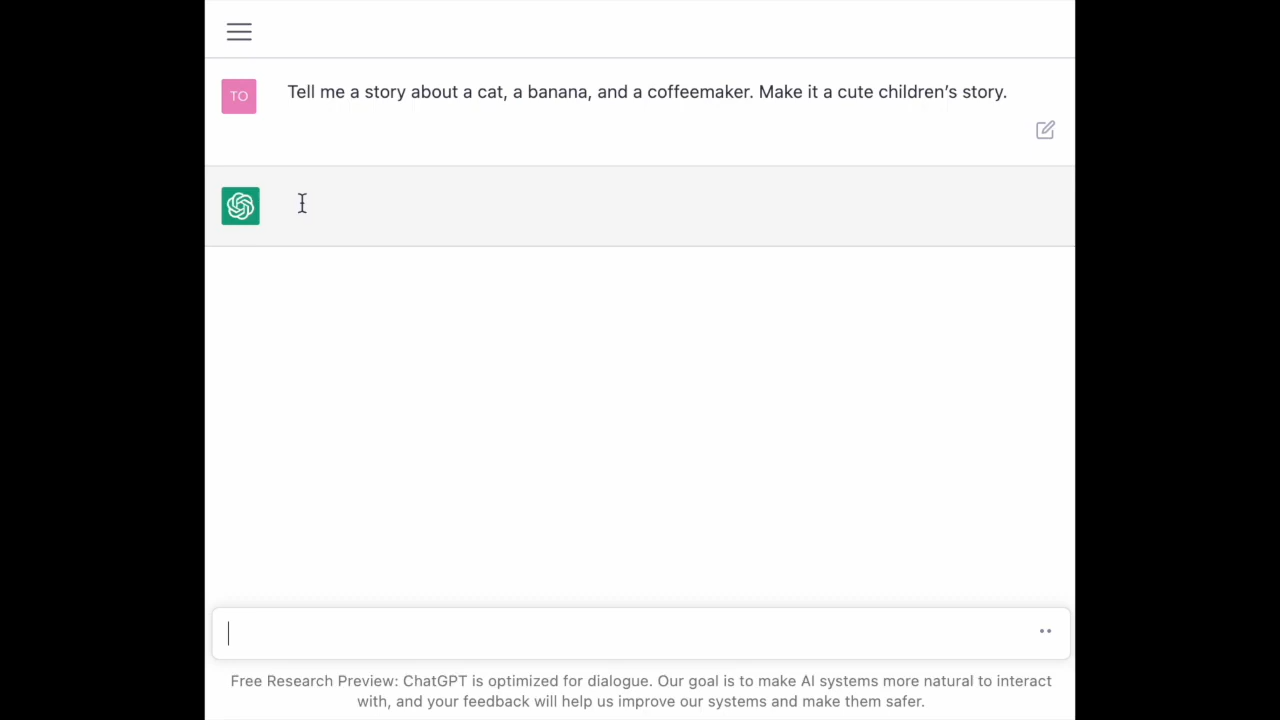 TO
Tell me a story about a cat, a banana, and a coffeemaker. Make it a cute children’s story.
Free Research Preview: ChatGPT is optimized for dialogue. Our goal is to make AI systems more natural to interact
with, and your feedback will help us improve our systems and make them safer.